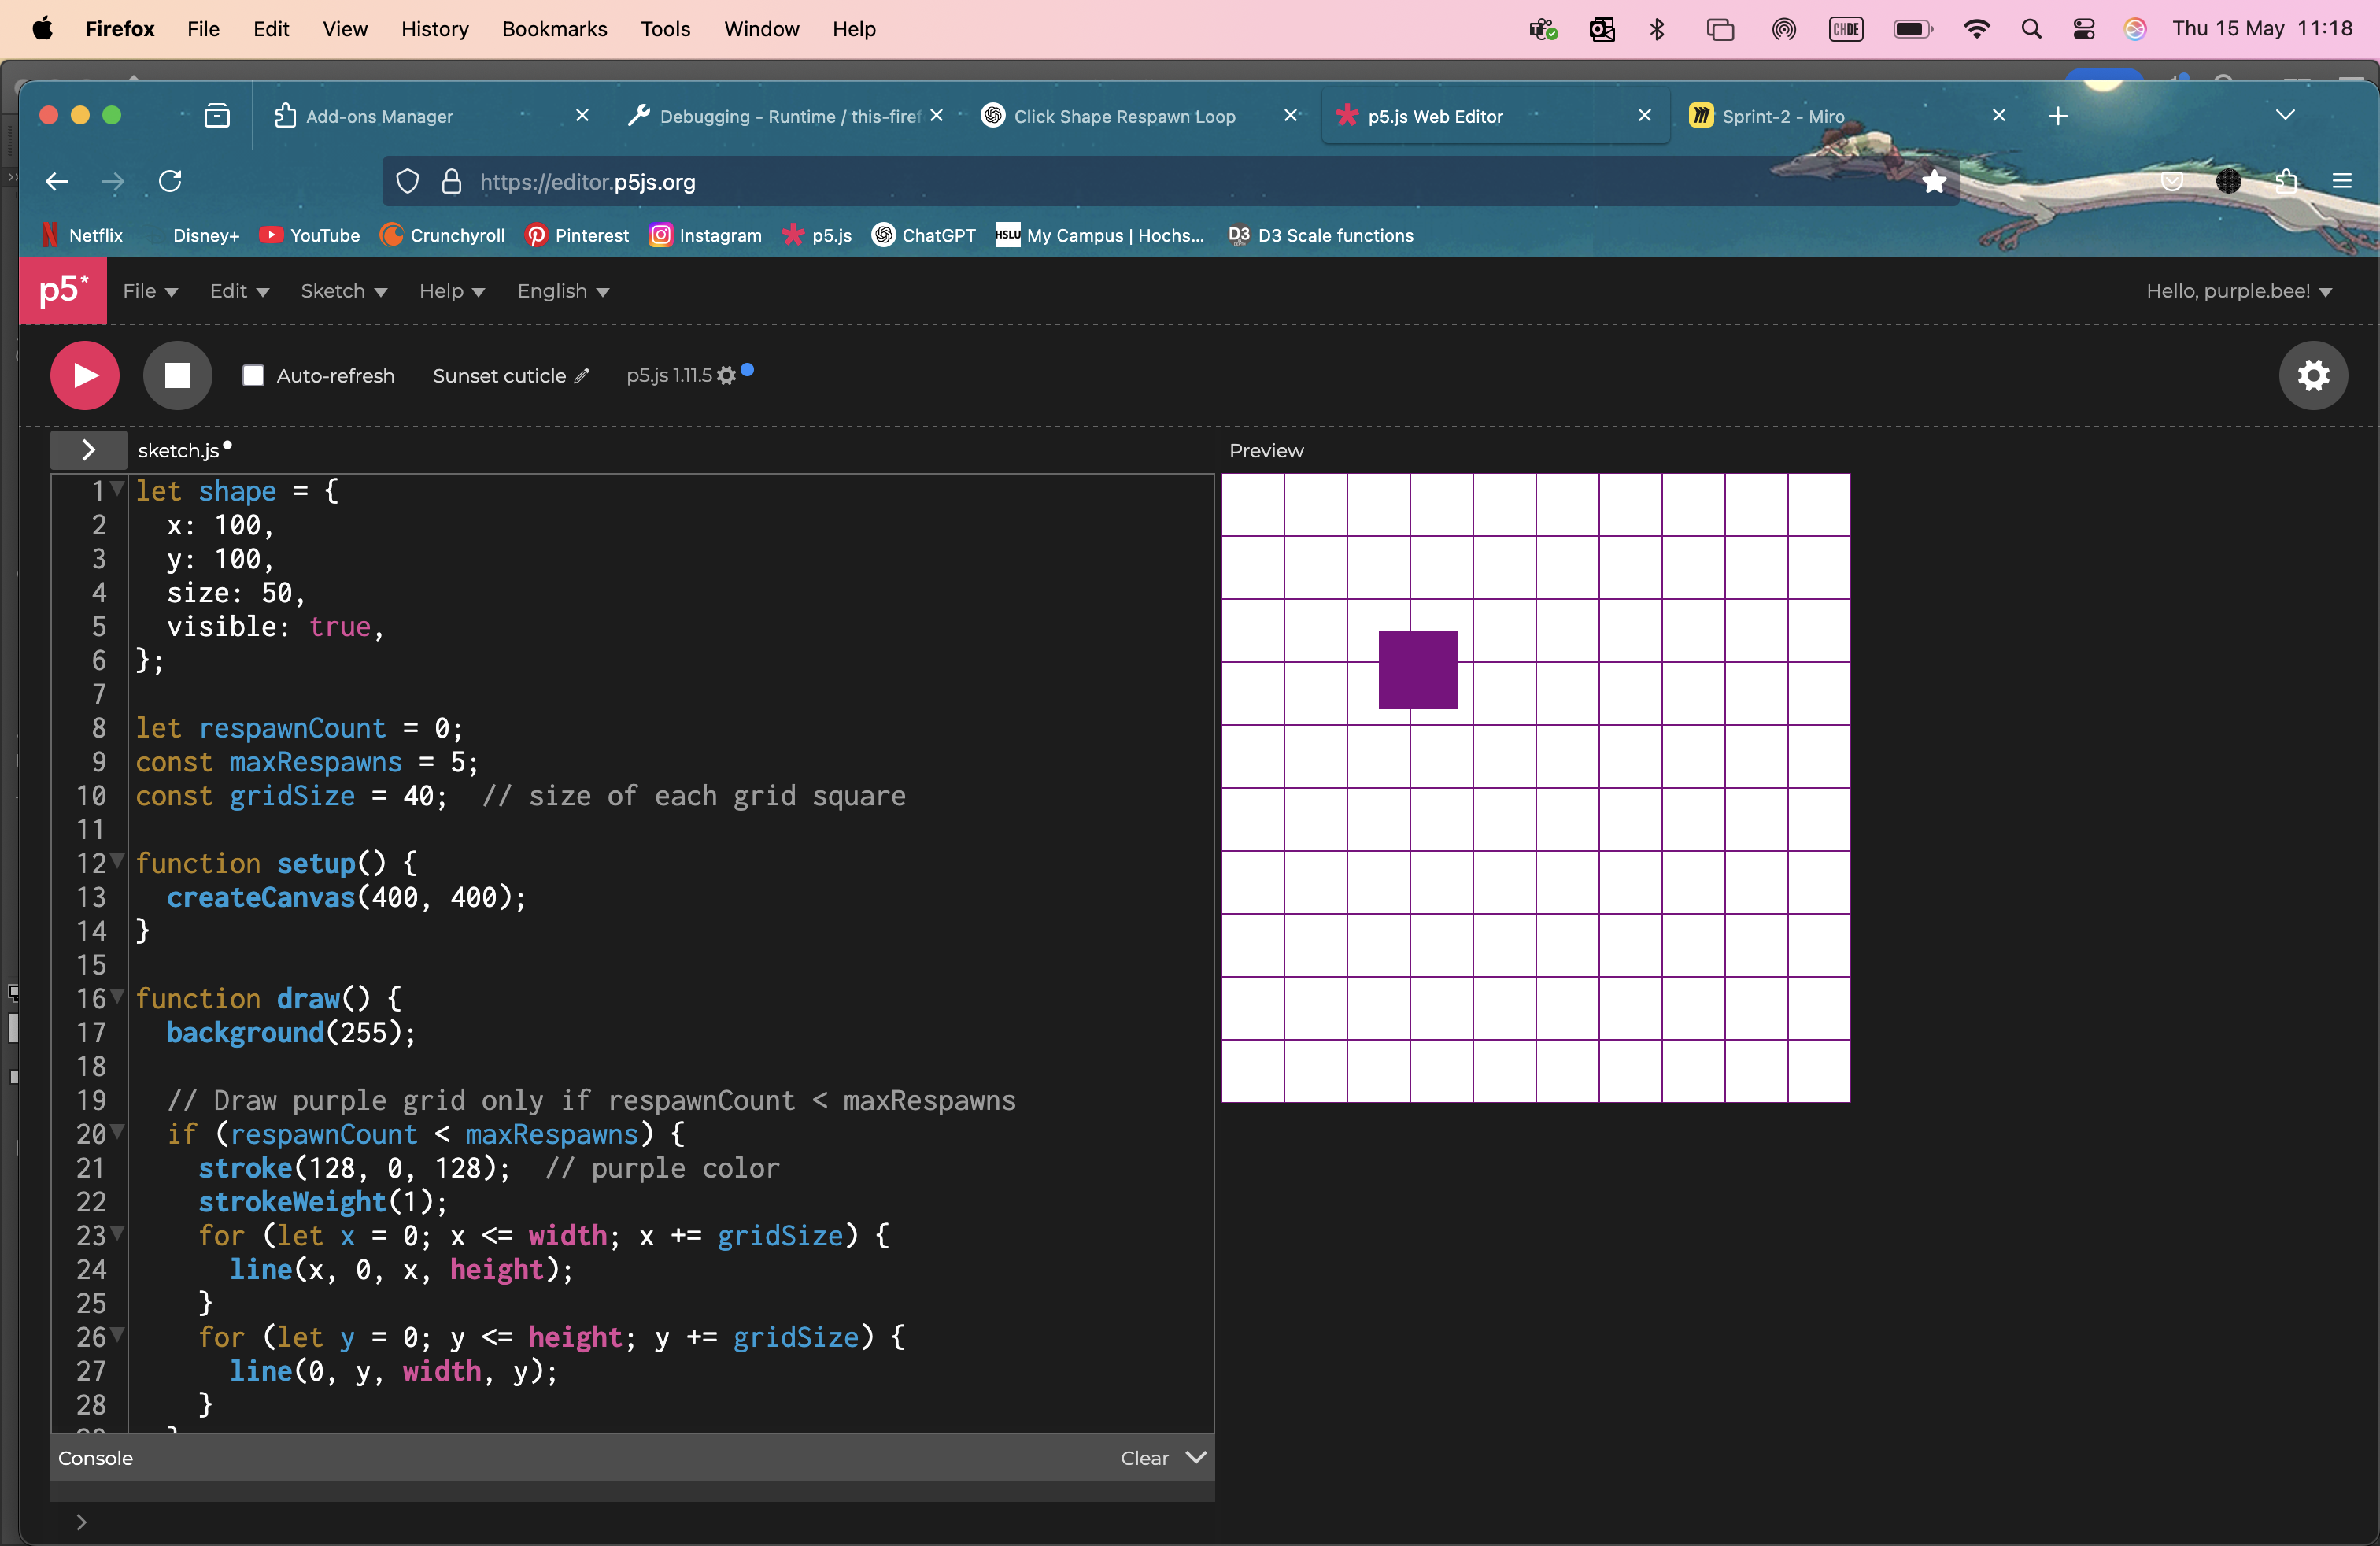 Firefox File Edit View History Bookmarks Tools Window Help CHDE Thu 15 May 11:18
Add-ons Manager Debugging - Runtime / this-firef Click Shape Respawn Loop p5.js Web Editor Sprint-2 - Miro
https://editor.p5js.org
Netflix Disney+ YouTube Crunchyroll Pinterest Instagram p5.js ChatGPT HSLU My Campus | Hochs... D3 D3 Scale functions
p5* File Edit Sketch Help English Hello, purple.bee!
Auto-refresh Sunset cuticle p5.js 1.11.5
> sketch.js Preview
1 let shape = {
2   x: 100,
3   y: 100,
4   size: 50,
5   visible: true,
6 };
7
8 let respawnCount = 0;
9 const maxRespawns = 5;
10 const gridSize = 40;  // size of each grid square
11
12 function setup() {
13   createCanvas(400, 400);
14 }
15
16 function draw() {
17   background(255);
18
19   // Draw purple grid only if respawnCount < maxRespawns
20   if (respawnCount < maxRespawns) {
21     stroke(128, 0, 128);  // purple color
22     strokeWeight(1);
23     for (let x = 0; x <= width; x += gridSize) {
24       line(x, 0, x, height);
25     }
26     for (let y = 0; y <= height; y += gridSize) {
27       line(0, y, width, y);
28     }
Console Clear
>